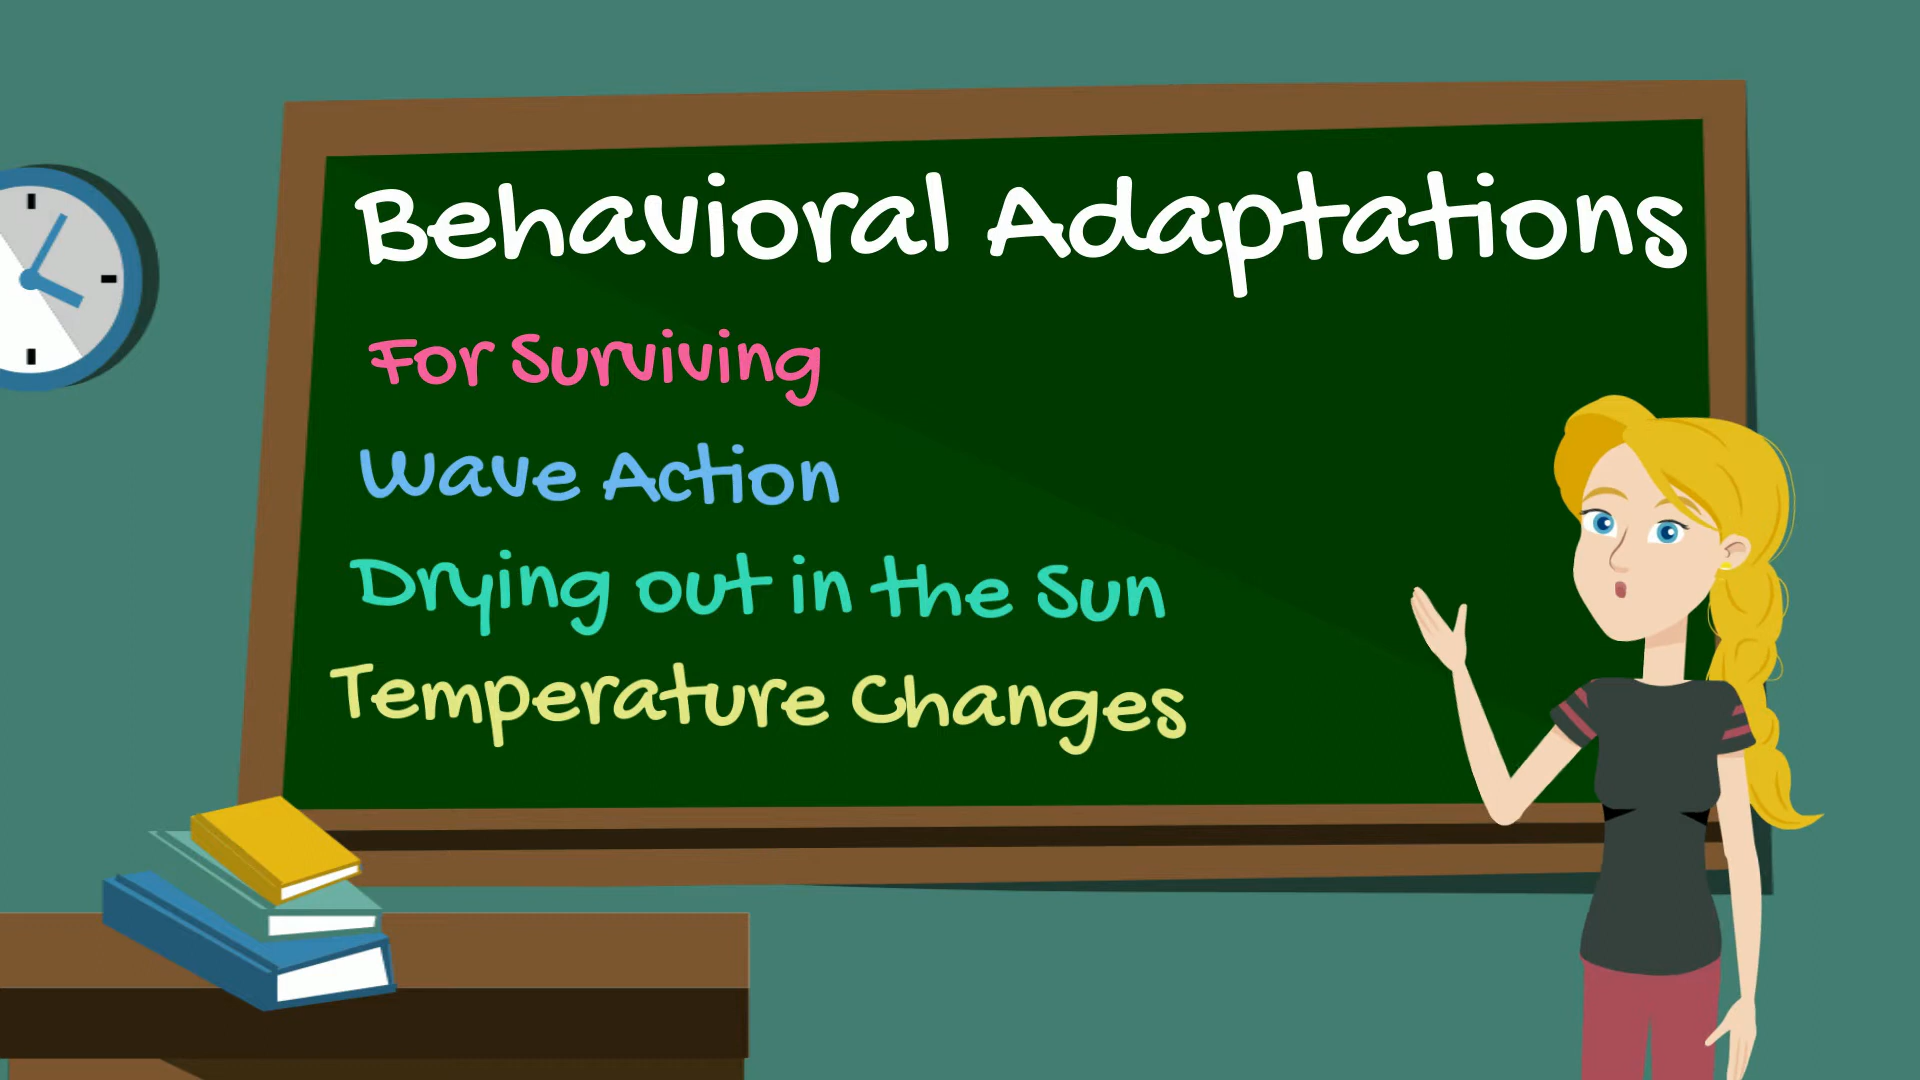 Behavioral Adaptations
For Surviving
Wave Action
Drying out in the Sun
Temperature Changes